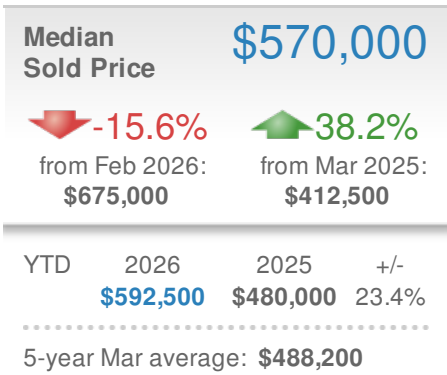 Median
Sold Price
$570,000
-15.6%
38.2%
from Feb 2026:
from Mar 2025:
$675,000
$412,500
YTD 2026 2025 +/-
$592,500 $480,000 23.4%
5-year Mar average: $488,200